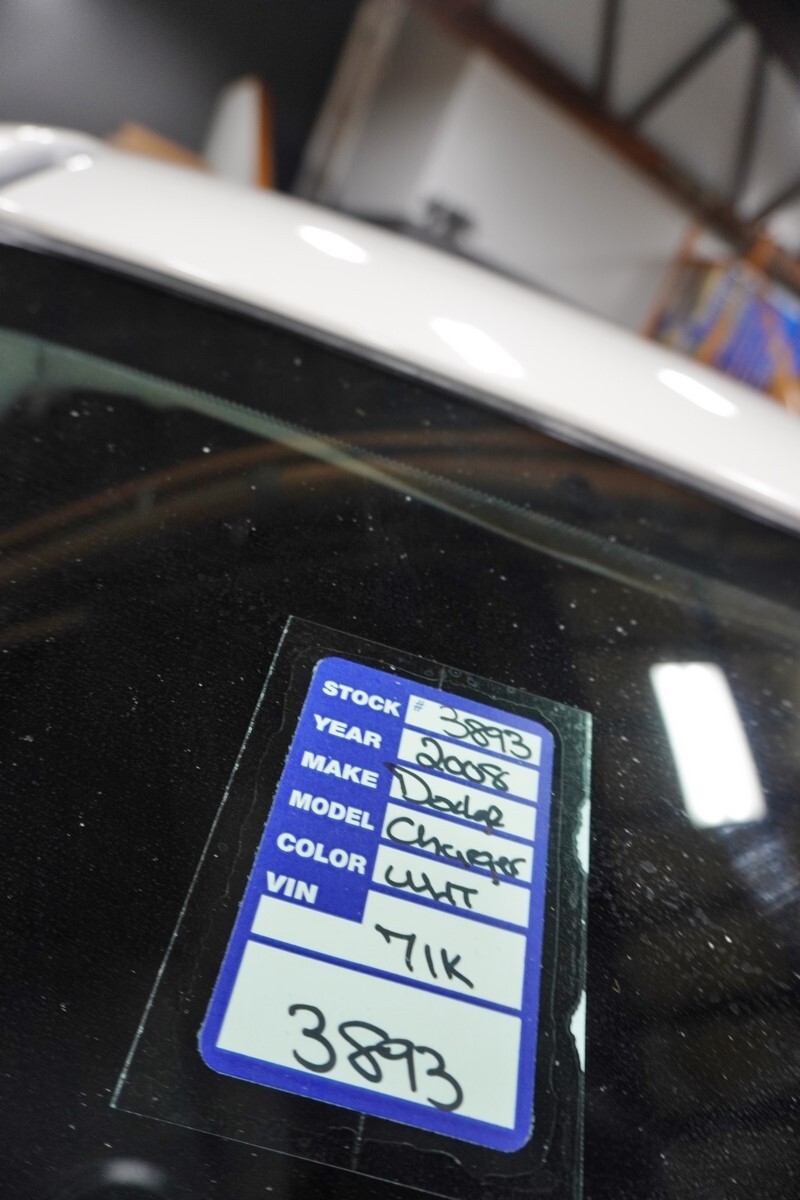 STOCK # 3893
YEAR 2008
MAKE Dodge
MODEL Charger
COLOR WHT
VIN
71K
3893